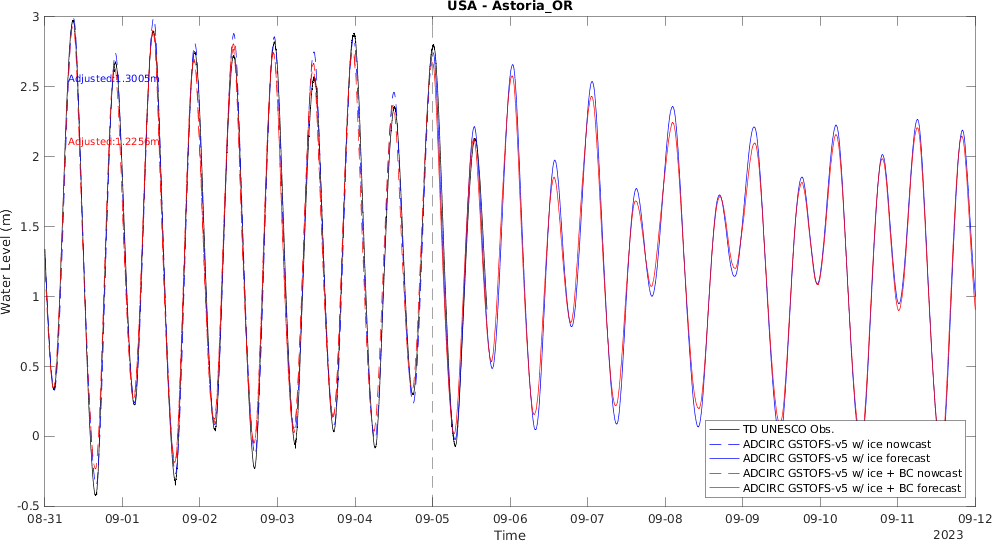 USA - Astoria_OR
3
2.5
2
1.5
1
0.5
0
-0.5
Water Level (m)
Adjusted:1.3005m
Adjusted:1.2256m
TD UNESCO Obs.
ADCIRC GSTOFS-v5 w/ ice nowcast
ADCIRC GSTOFS-v5 w/ ice forecast
ADCIRC GSTOFS-v5 w/ ice + BC nowcast
ADCIRC GSTOFS-v5 w/ ice + BC forecast
08-31 09-01 09-02 09-03 09-04 09-05 09-06 09-07 09-08 09-09 09-10 09-11 09-12
Time
2023